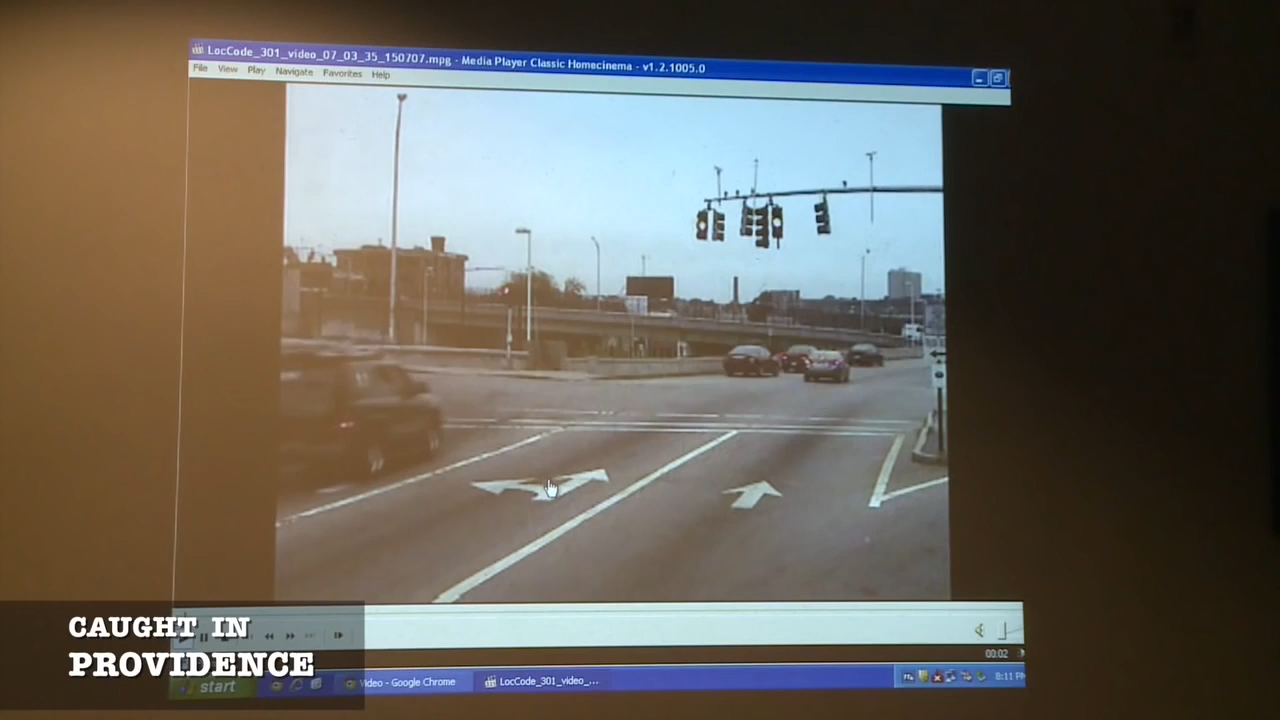 LocCode_301_video_07_03_35_150707.mpg - Media Player Classic Homecinema - v1.2.1005.0
File View Play Navigate Favorites Help
00:02
CAUGHT IN
PROVIDENCE
start Video - Google Chrome LocCode_301_video_... 8:11 PM